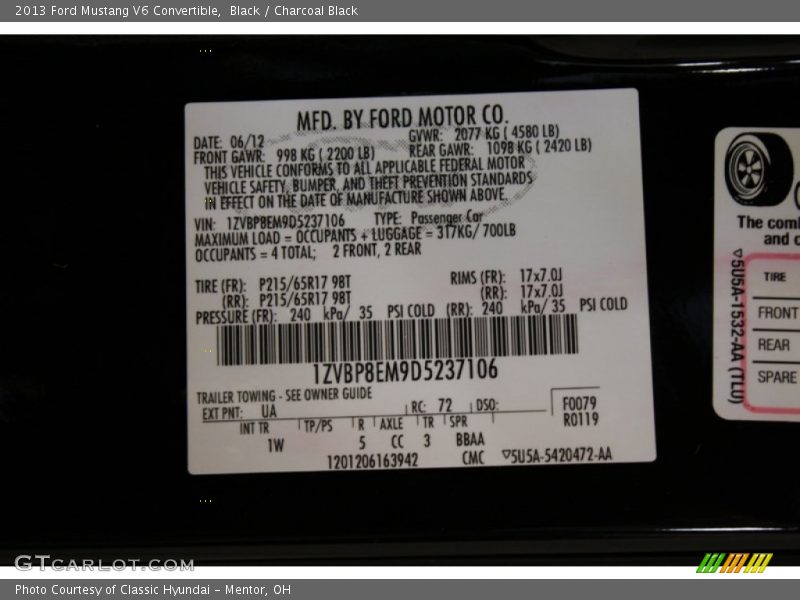 2013 Ford Mustang V6 Convertible,  Black / Charcoal Black
MFD. BY FORD MOTOR CO.
DATE: 06/12 GVWR: 2077 KG ( 4580 LB)
FRONT GAWR: 998 KG ( 2200 LB) REAR GAWR: 1098 KG ( 2420 LB)
THIS VEHICLE CONFORMS TO ALL APPLICABLE FEDERAL MOTOR
VEHICLE SAFETY, BUMPER, AND THEFT PREVENTION STANDARDS
IN EFFECT ON THE DATE OF MANUFACTURE SHOWN ABOVE.
VIN: 1ZVBP8EM9D5237106 TYPE: Passenger Car
MAXIMUM LOAD = OCCUPANTS + LUGGAGE = 317KG/ 700LB
OCCUPANTS = 4 TOTAL; 2 FRONT, 2 REAR
TIRE (FR): P215/65R17 98T RIMS (FR): 17x7.0J
(RR): P215/65R17 98T (RR): 17x7.0J
PRESSURE (FR): 240 kPa/ 35 PSI COLD (RR): 240 kPa/ 35 PSI COLD
1ZVBP8EM9D5237106
TRAILER TOWING - SEE OWNER GUIDE
EXT PNT: UA RC: 72 DSO: F0079
INT TR TP/PS R AXLE TR SPR R0119
1W 5 CC 3 BBAA
1201206163942 CMC ▽5U5A-5420472-AA
The com
and c
▽5U5A-1532-AA (TLU)
TIRE
FRONT
REAR
SPARE
GTCARLOT.COM
Photo Courtesy of Classic Hyundai - Mentor, OH